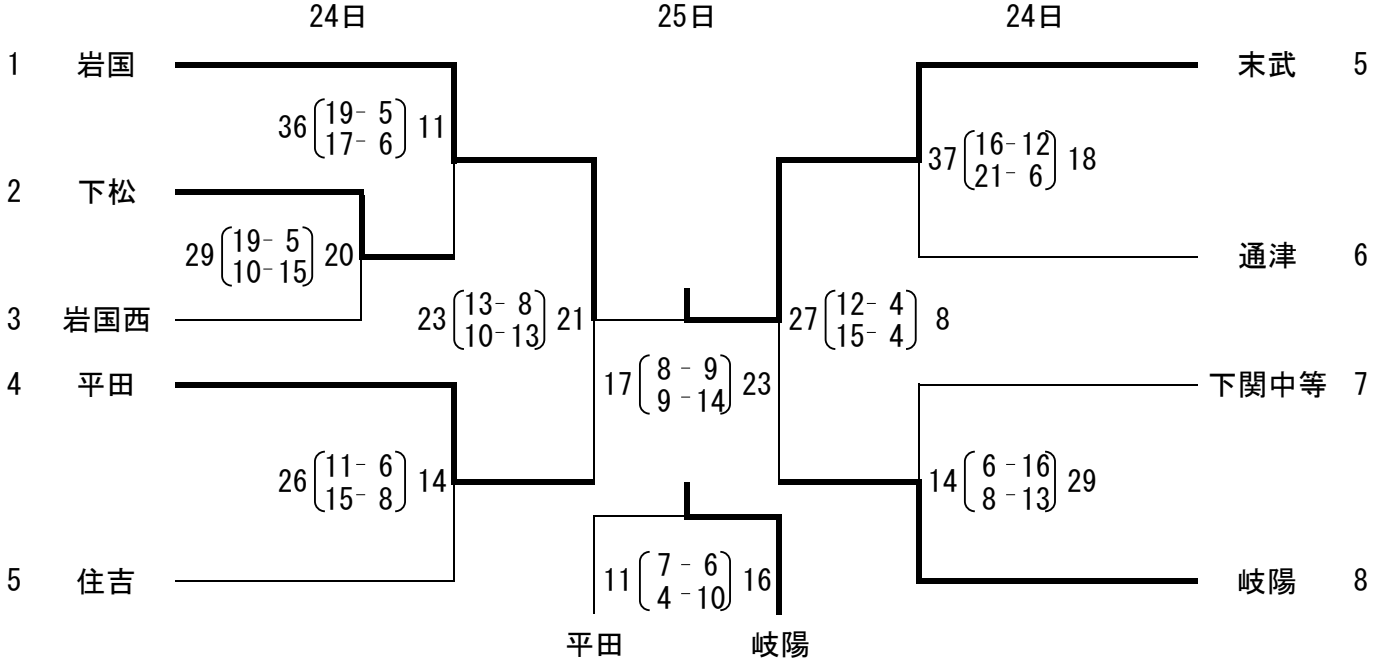 24日 25日 24日
1 岩国 末武 5
36 19- 5 11
17- 6
37 16-12 18
21- 6
2 下松
29 19- 5 20
10-15
通津 6
3 岩国西
23 13- 8 21
10-13
27 12- 4 8
15- 4
4 平田 下関中等 7
17 8 - 9 23
9 -14
26 11- 6 14
15- 8
14 6 -16 29
8 -13
5 住吉 岐陽 8
11 7 - 6 16
4 -10
平田 岐陽